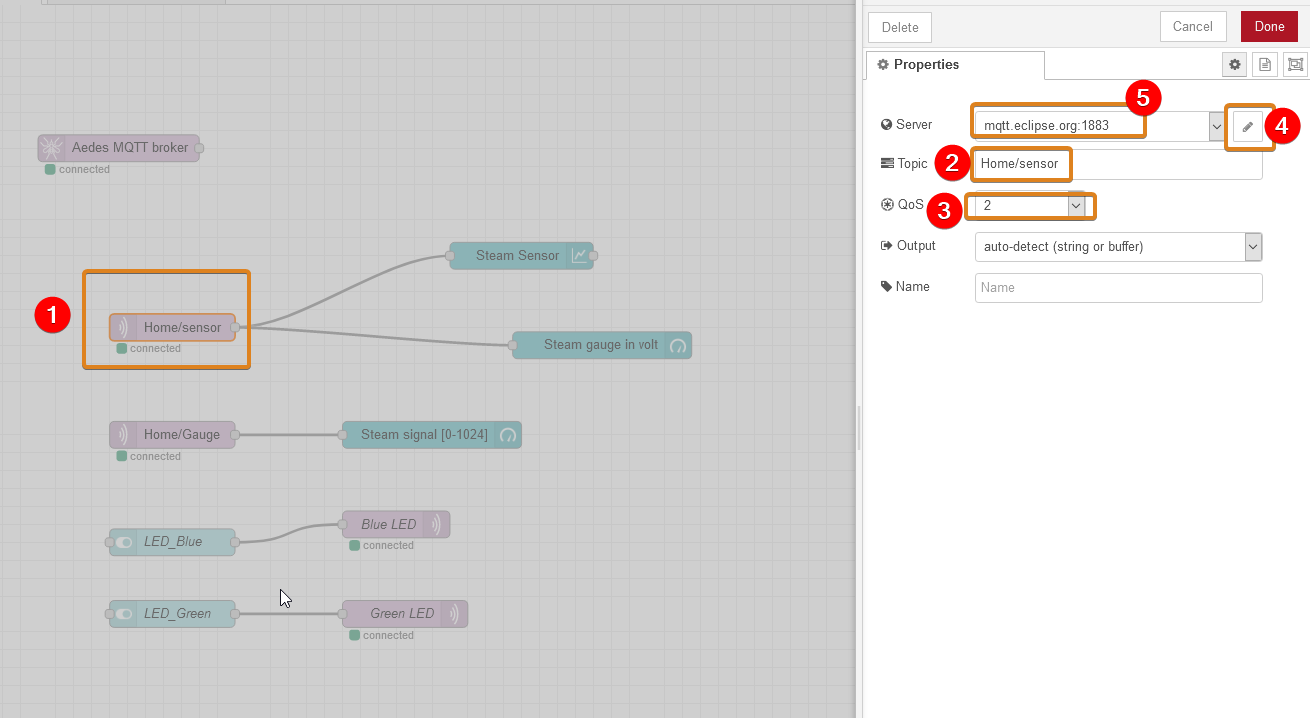 Delete
Cancel
Done
Properties
5
Server
mqtt.eclipse.org:1883
4
Topic
2
Home/sensor
QoS
3
2
Output
auto-detect (string or buffer)
Name
Name
Aedes MQTT broker
connected
Steam Sensor
1
Home/sensor
connected
Steam gauge in volt
Home/Gauge
connected
Steam signal [0-1024]
LED_Blue
Blue LED
connected
LED_Green
Green LED
connected